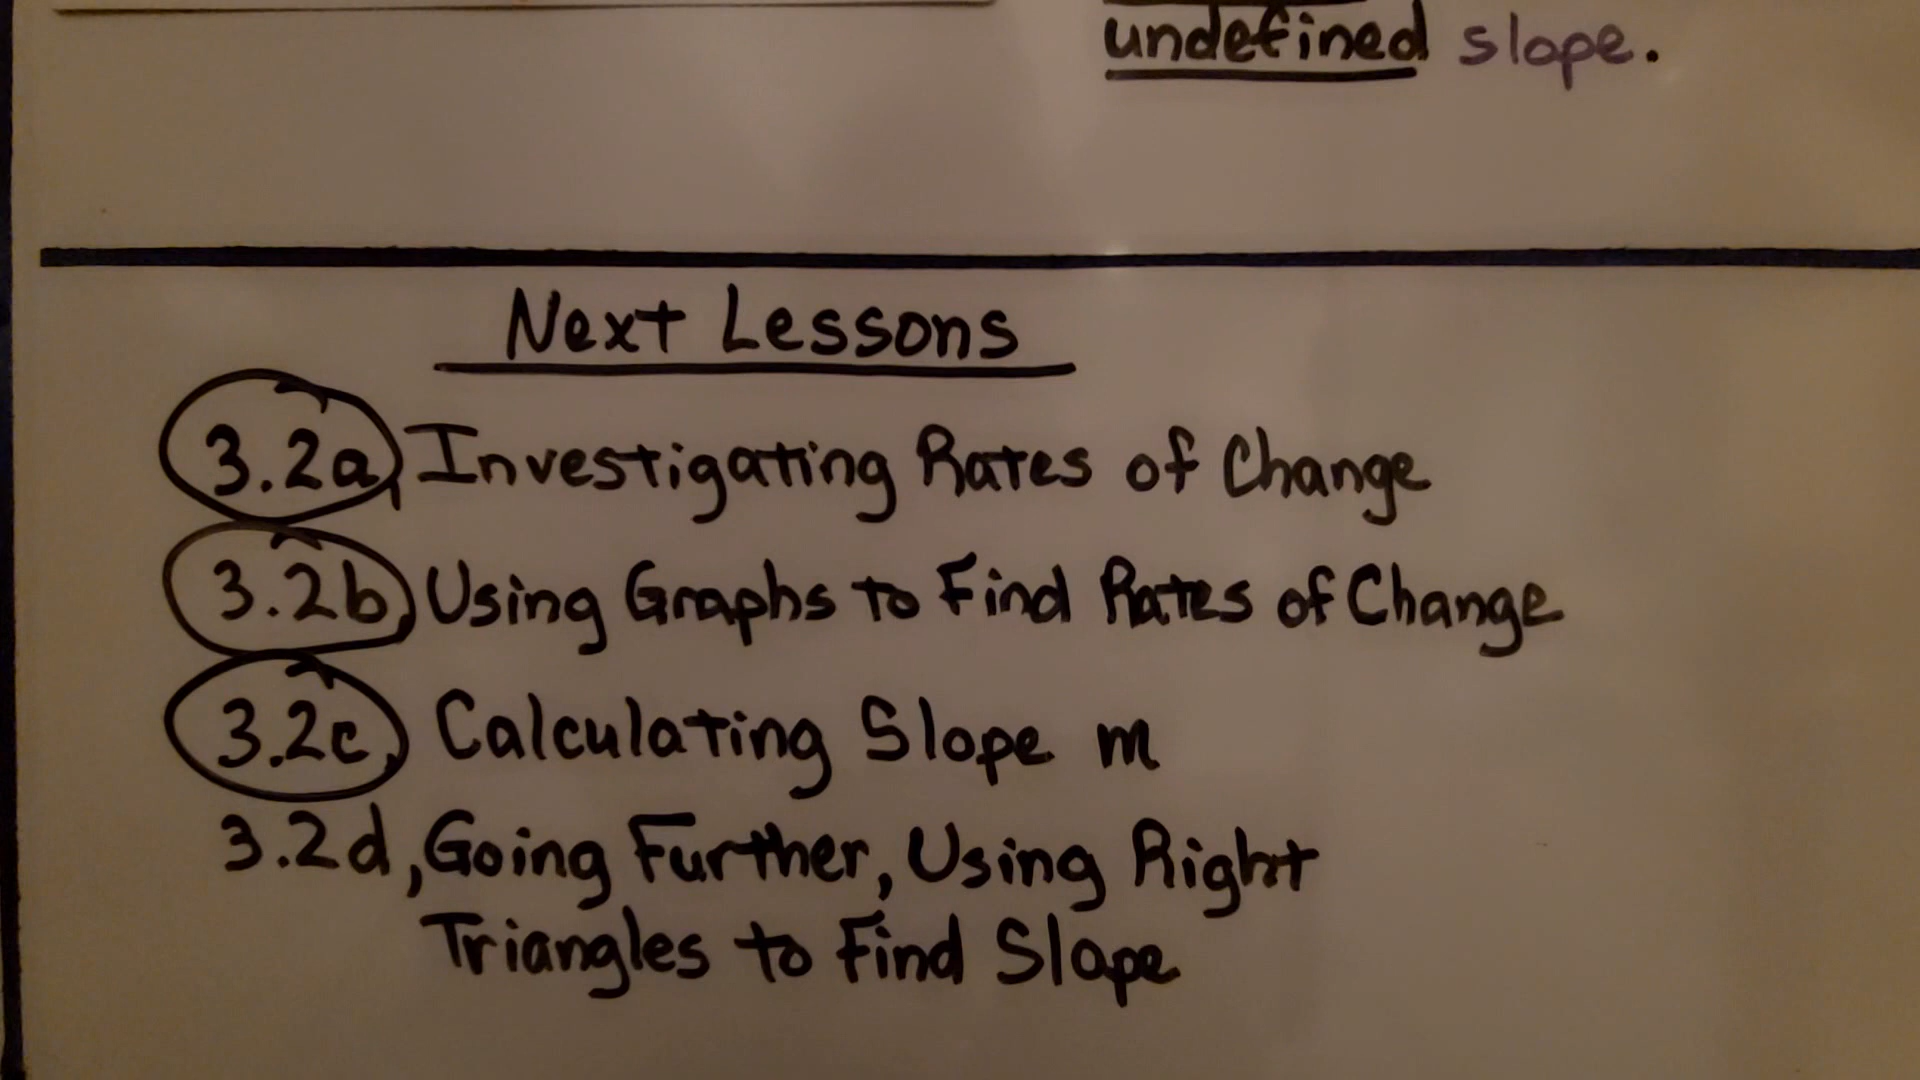 undefined slope.
Next Lessons
3.2a, Investigating Rates of Change
3.2b, Using Graphs to Find Rates of Change
3.2c, Calculating Slope m
3.2d, Going Further, Using Right
Triangles to Find Slope